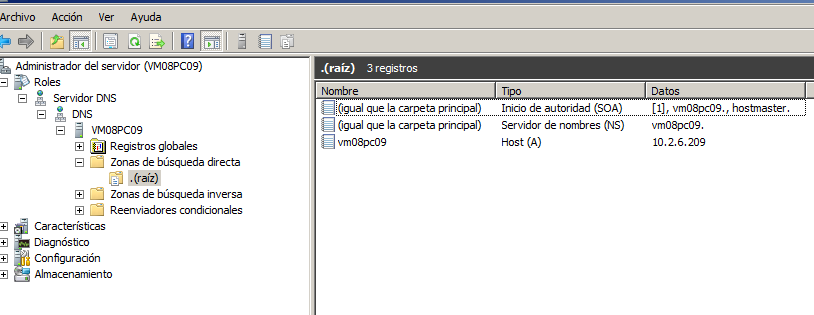 Archivo Acción Ver Ayuda
Administrador del servidor (VM08PC09)
Roles
Servidor DNS
DNS
VM08PC09
Registros globales
Zonas de búsqueda directa
.(raíz)
Zonas de búsqueda inversa
Reenviadores condicionales
Características
Diagnóstico
Configuración
Almacenamiento
.(raíz) 3 registros
Nombre Tipo Datos
(igual que la carpeta principal) Inicio de autoridad (SOA) [1], vm08pc09., hostmaster.
(igual que la carpeta principal) Servidor de nombres (NS) vm08pc09.
vm08pc09 Host (A) 10.2.6.209